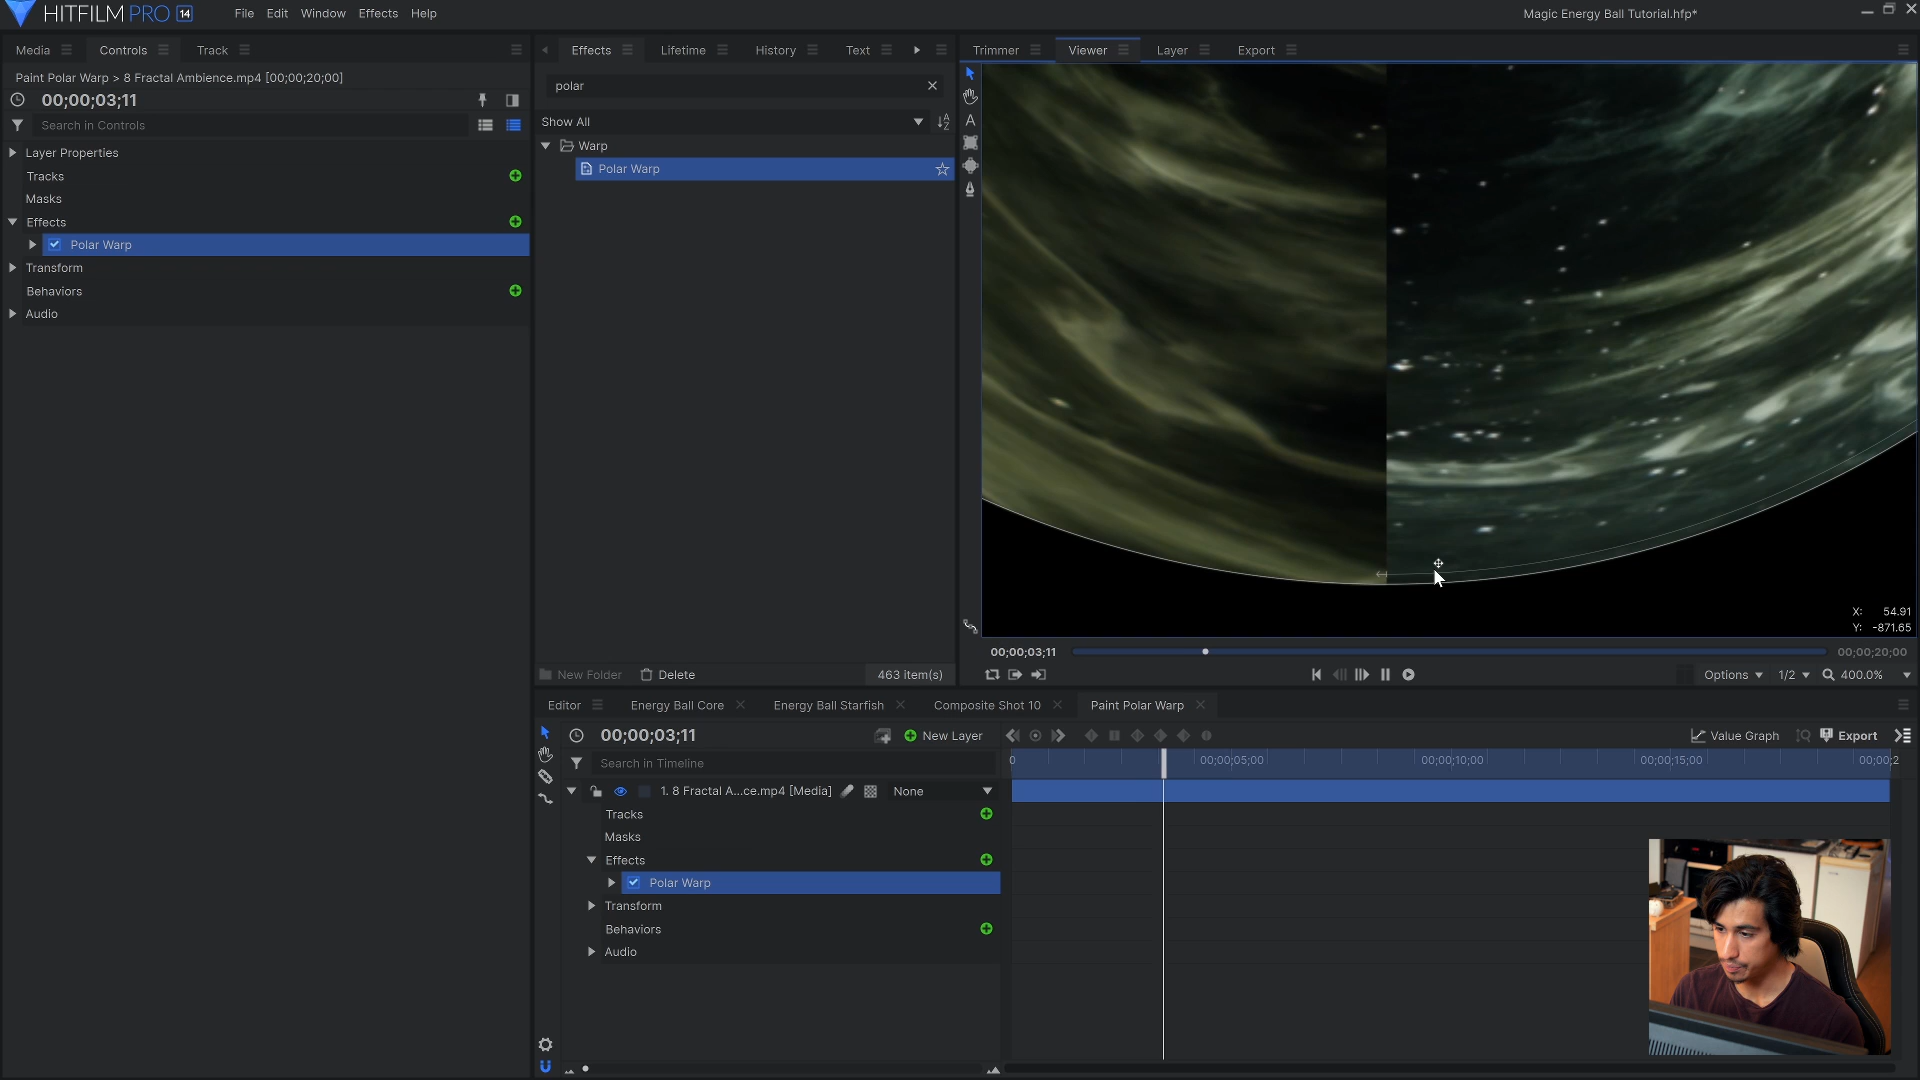 HITFILM PRO 14
File Edit Window Effects Help
Magic Energy Ball Tutorial.hfp*
Media Controls Track
Paint Polar Warp > 8 Fractal Ambience.mp4 [00;00;20;00]
00;00;03;11
Search in Controls
Layer Properties
Tracks
Masks
Effects
Polar Warp
Transform
Behaviors
Audio
Effects Lifetime History Text
polar
Show All
Warp
Polar Warp
New Folder Delete 463 item(s)
Trimmer Viewer Layer Export
X: 54.91
Y: -871.65
00;00;03;11 00;00;20;00
Options 1/2 400.0%
Editor Energy Ball Core Energy Ball Starfish Composite Shot 10 Paint Polar Warp
00;00;03;11 New Layer Value Graph Export
Search in Timeline
0 00;00;05;00 00;00;10;00 00;00;15;00 00;00;2
1. 8 Fractal A...ce.mp4 [Media] None
Tracks
Masks
Effects
Polar Warp
Transform
Behaviors
Audio